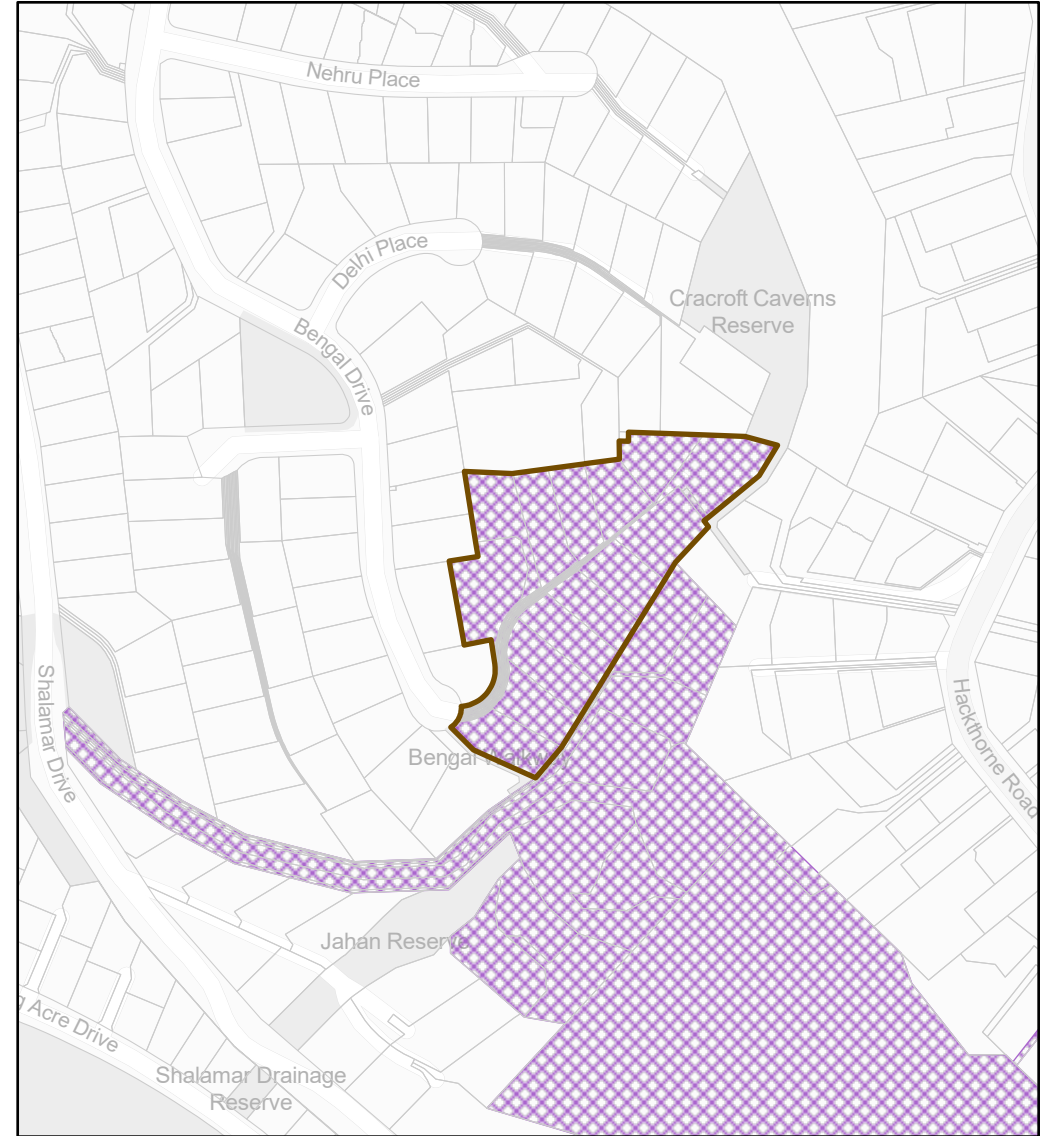 Nehru Place
Delhi Place
Cracroft Caverns
Reserve
Bengal Drive
Shalamar Drive
Hackthorne Road
Bengal Walkway
Jahan Reserve
Acre Drive
Shalamar Drainage
Reserve